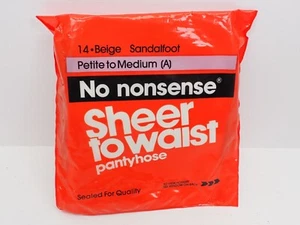 14•Beige Sandalfoot
Petite to Medium (A)
No nonsense®
Sheer
to waist
pantyhose
Sealed For Quality